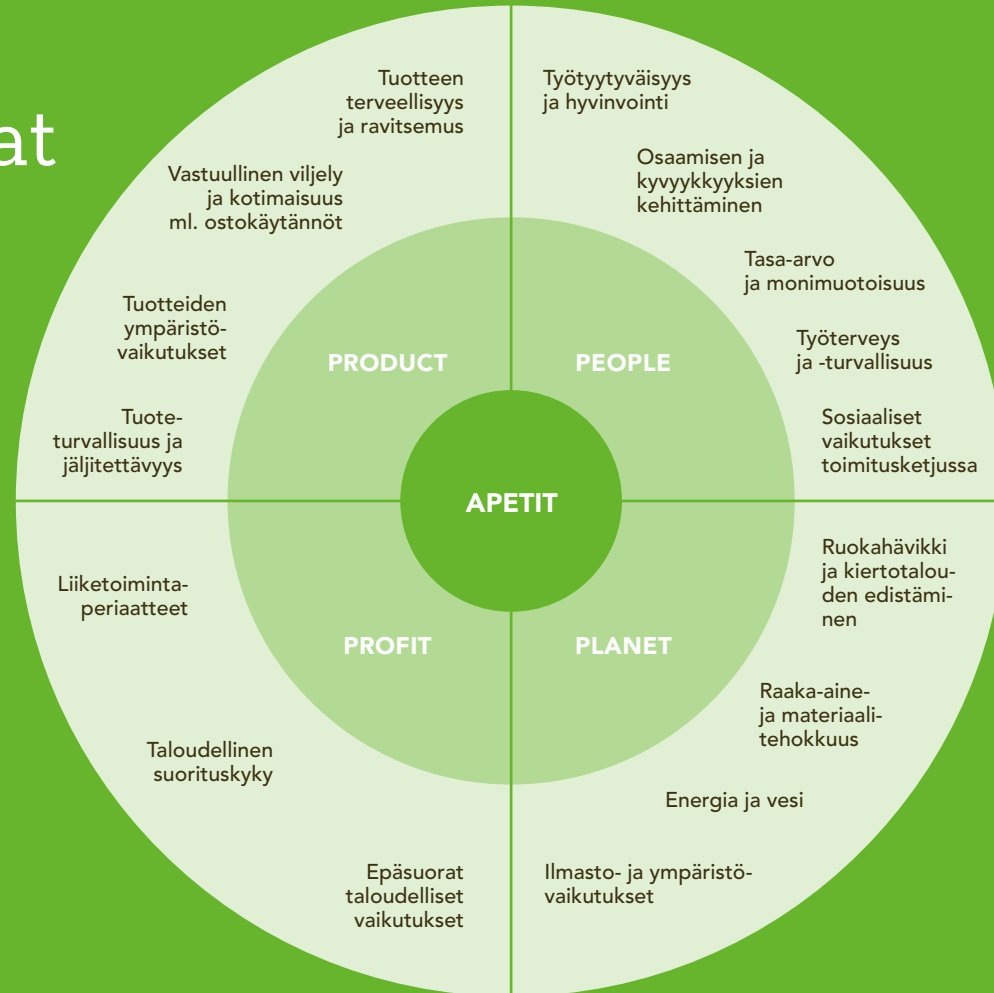 at
Tuotteen
terveellisyys
ja ravitsemus
Vastuullinen viljely
ja kotimaisuus
ml. ostokäytännöt
Tuotteiden
ympäristö-
vaikutukset
Tuote-
turvallisuus ja
jäljitettävyys
PRODUCT
Työtyytyväisyys
ja hyvinvointi
Osaamisen ja
kyvyykkyyksien
kehittäminen
Tasa-arvo
ja monimuotoisuus
Työterveys
ja -turvallisuus
Sosiaaliset
vaikutukset
toimitusketjussa
PEOPLE
APETIT
Liiketoiminta-
periaatteet
Taloudellinen
suorituskyky
Epäsuorat
taloudelliset
vaikutukset
PROFIT
PLANET
Ruokahävikki
ja kiertotalou-
den edistämi-
nen
Raaka-aine-
ja materiaali-
tehokkuus
Energia ja vesi
Ilmasto- ja ympäristö-
vaikutukset